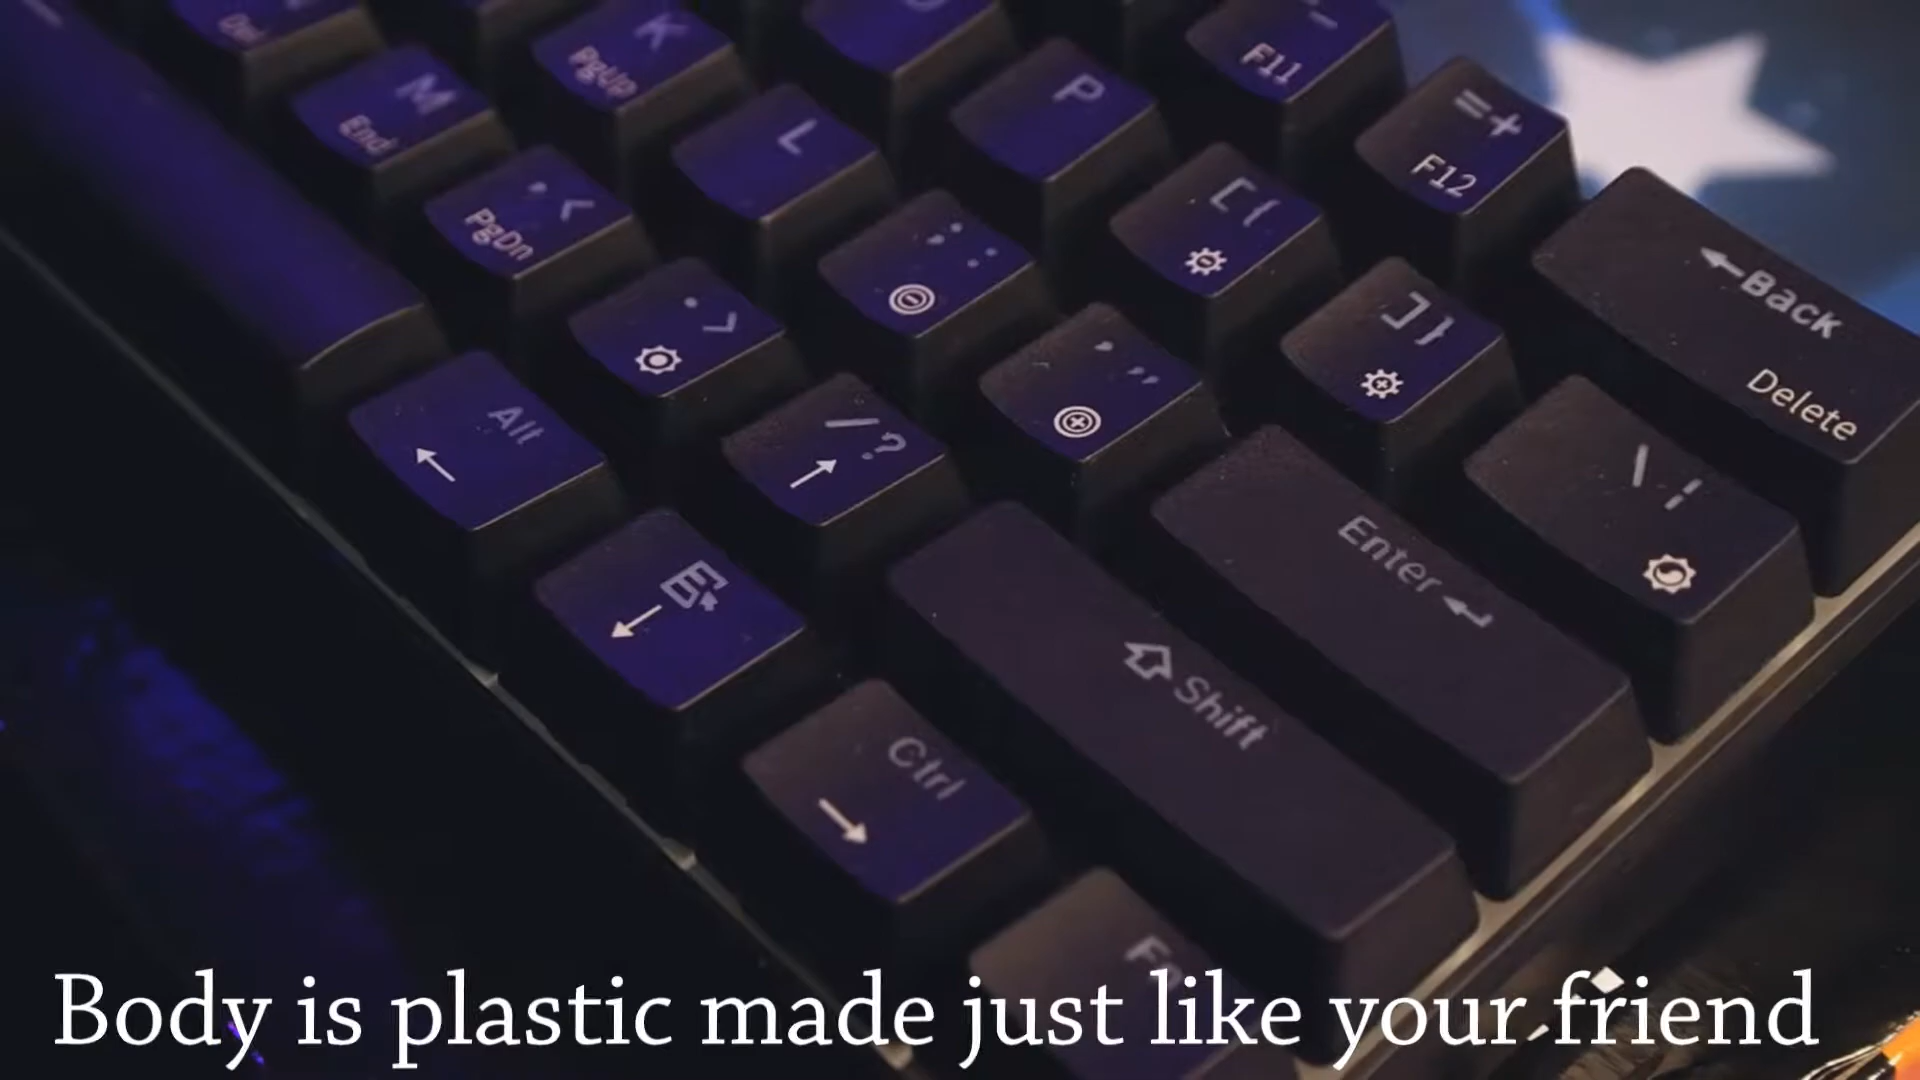 K
PgUp
M
End
L
P
F11
=+
F12
,<
PgDn
;:
[{
←Back
Delete
.>
'"
]}
Alt
←
/?
↑
Enter
\¦
↓
Shift
Ctrl
→
Fn
Body is plastic made just like your friend